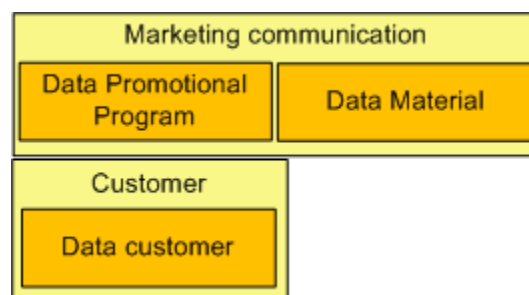 Marketing communication
Data Promotional
Program
Data Material
Customer
Data customer